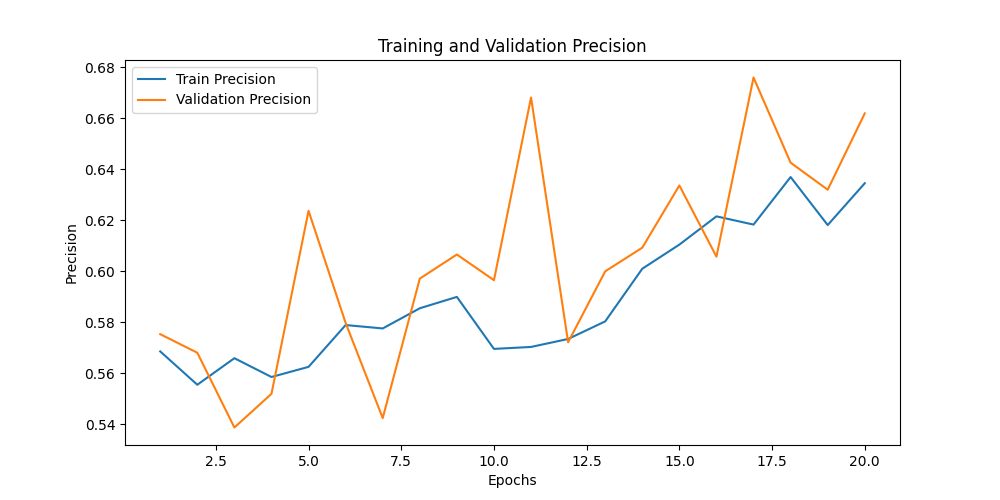 Training and Validation Precision
Train Precision
Validation Precision
0.68
0.66
0.64
0.62
0.60
0.58
0.56
0.54
Precision
2.5 5.0 7.5 10.0 12.5 15.0 17.5 20.0
Epochs